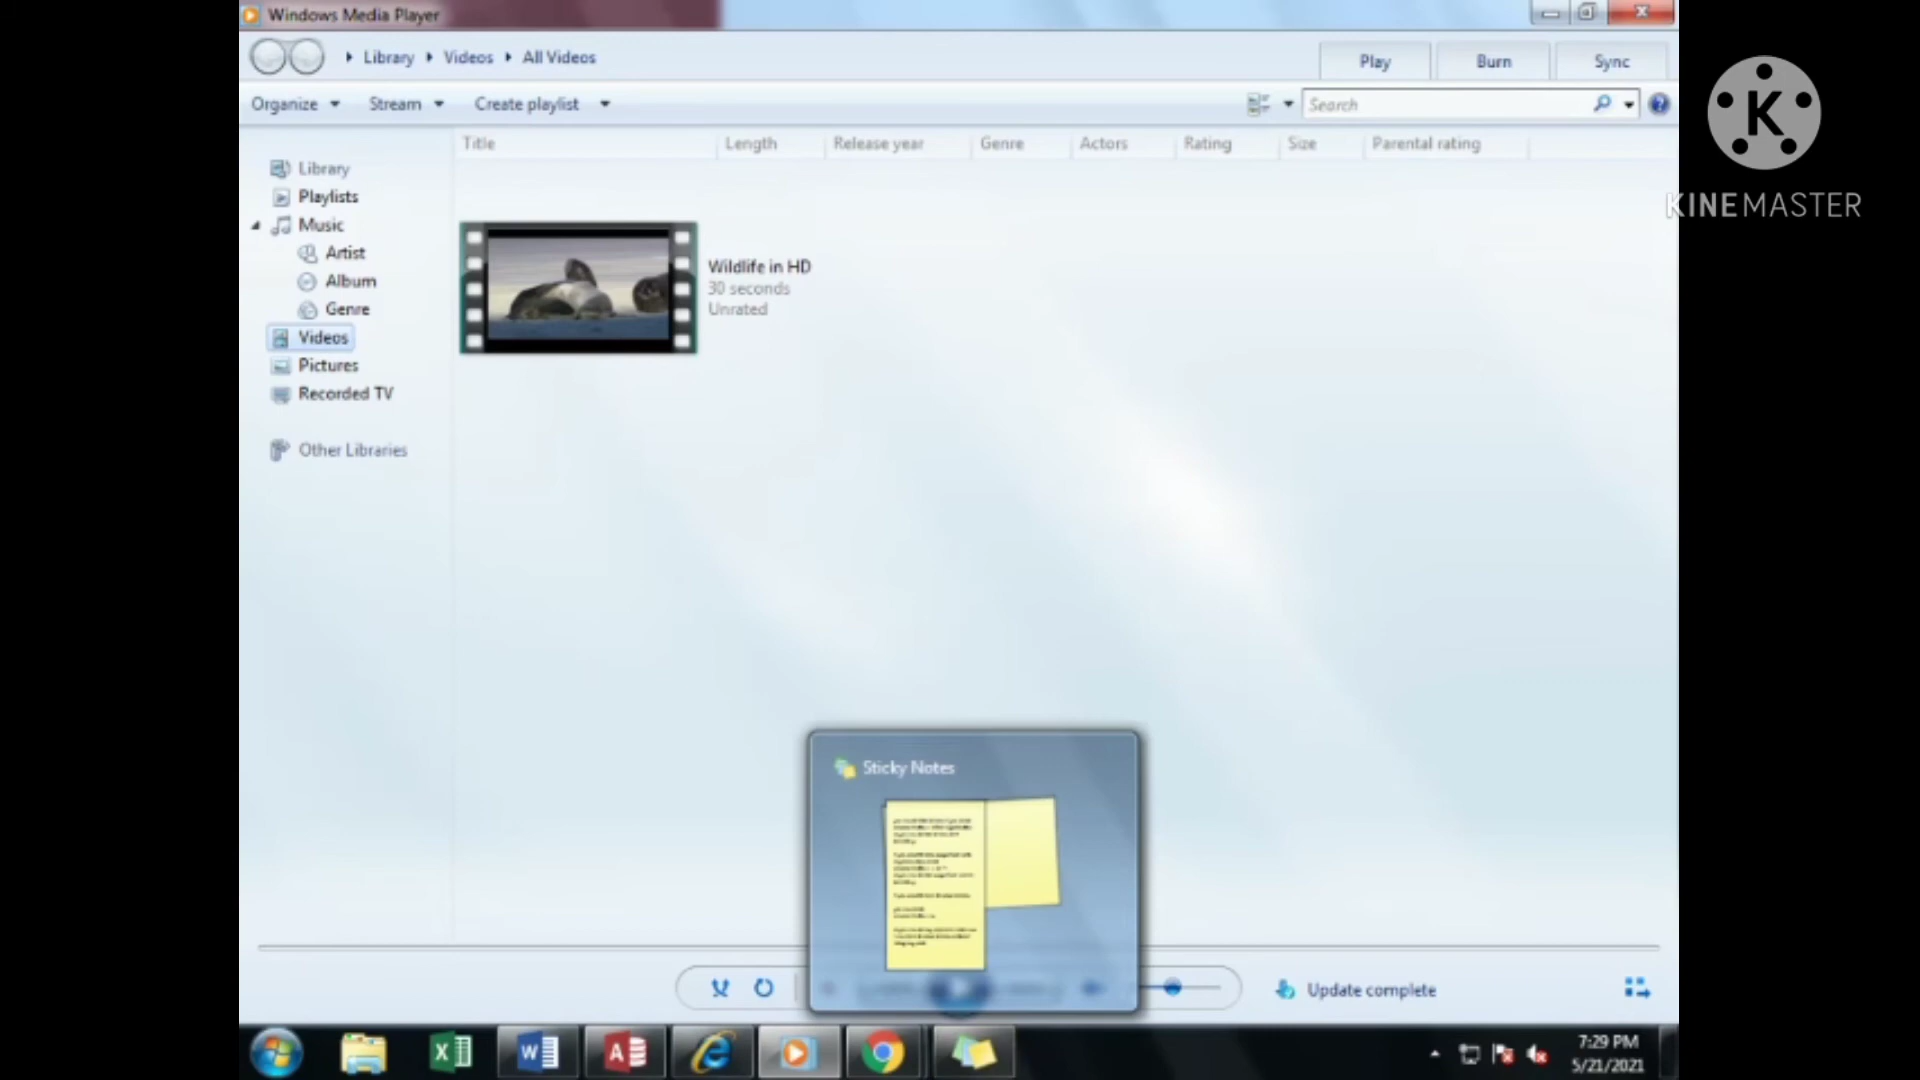 Windows Media Player
Library Videos All Videos
Play Burn Sync
Organize Stream Create playlist
Search
Title Length Release year Genre Actors Rating Size Parental rating
Library
Playlists
Music
Artist
Album
Genre
Videos
Pictures
Recorded TV
Other Libraries
Wildlife in HD
30 seconds
Unrated
K
KINEMASTER
Sticky Notes
Update complete
7:29 PM
5/21/2021